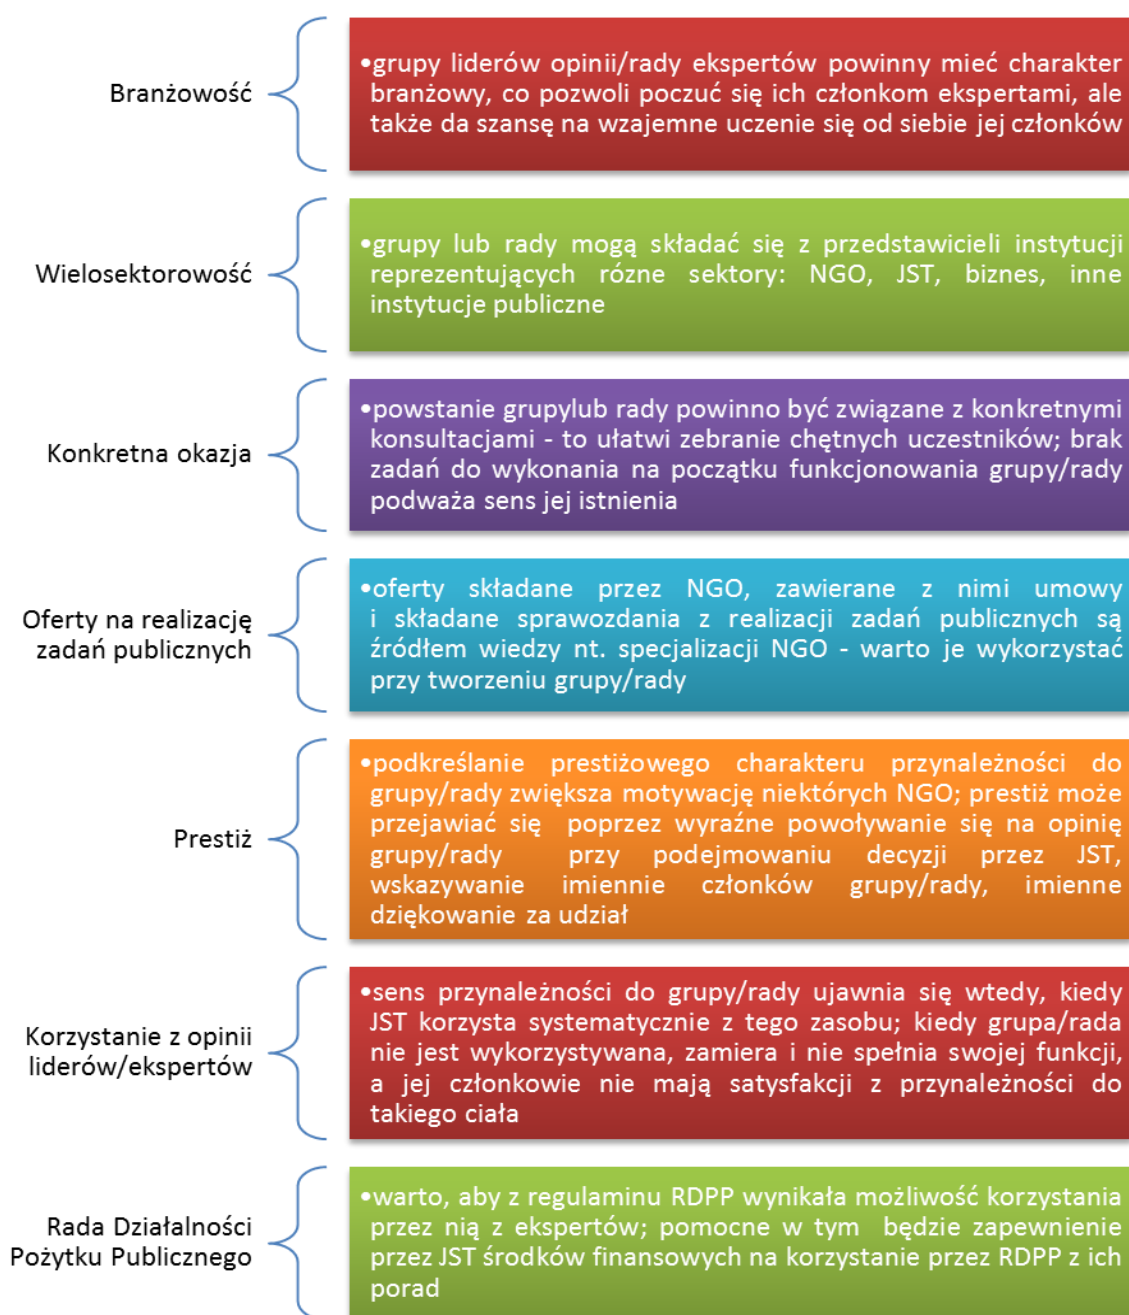 Branżowość
•grupy liderów opinii/rady ekspertów powinny mieć charakter
branżowy, co pozwoli poczuć się ich członkom ekspertami, ale
także da szansę na wzajemne uczenie się od siebie jej członków
Wielosektorowość
•grupy lub rady mogą składać się z przedstawicieli instytucji
reprezentujących rózne sektory: NGO, JST, biznes, inne
instytucje publiczne
Konkretna okazja
•powstanie grupylub rady powinno być związane z konkretnymi
konsultacjami - to ułatwi zebranie chętnych uczestników; brak
zadań do wykonania na początku funkcjonowania grupy/rady
podważa sens jej istnienia
Oferty na realizację
zadań publicznych
•oferty składane przez NGO, zawierane z nimi umowy
i składane sprawozdania z realizacji zadań publicznych są
źródłem wiedzy nt. specjalizacji NGO - warto je wykorzystać
przy tworzeniu grupy/rady
Prestiż
•podkreślanie prestiżowego charakteru przynależności do
grupy/rady zwiększa motywację niektórych NGO; prestiż może
przejawiać się poprzez wyraźne powoływanie się na opinię
grupy/rady przy podejmowaniu decyzji przez JST,
wskazywanie imiennie członków grupy/rady, imienne
dziękowanie za udział
Korzystanie z opinii
liderów/ekspertów
•sens przynależności do grupy/rady ujawnia się wtedy, kiedy
JST korzysta systematycznie z tego zasobu; kiedy grupa/rada
nie jest wykorzystywana, zamiera i nie spełnia swojej funkcji,
a jej członkowie nie mają satysfakcji z przynależności do
takiego ciała
Rada Działalności
Pożytku Publicznego
•warto, aby z regulaminu RDPP wynikała możliwość korzystania
przez nią z ekspertów; pomocne w tym będzie zapewnienie
przez JST środków finansowych na korzystanie przez RDPP z ich
porad